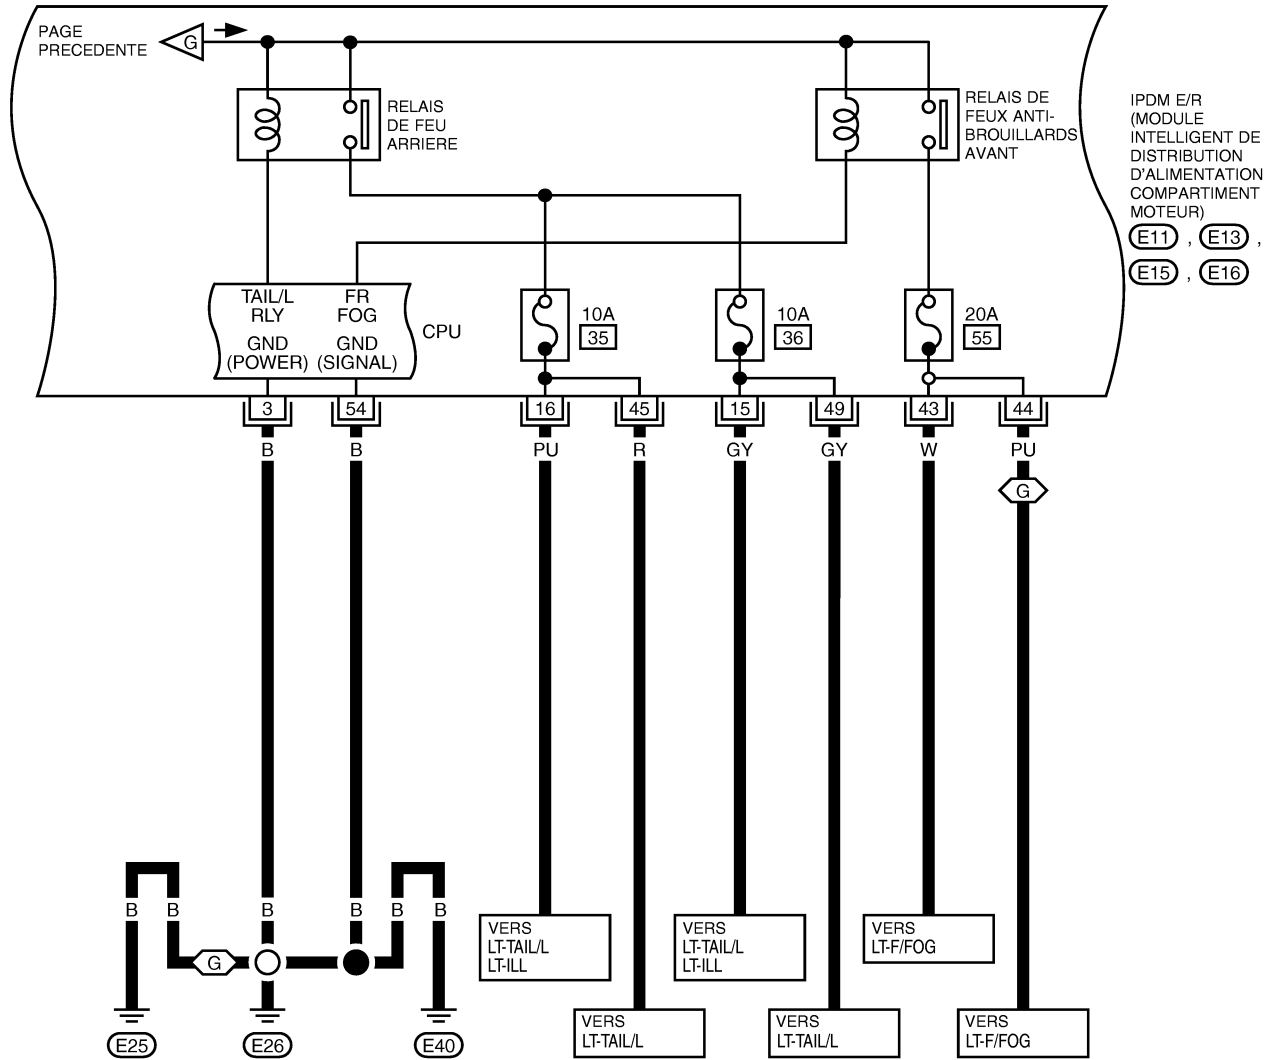 PAGE
PRECEDENTE
G
RELAIS
DE FEU
ARRIERE
RELAIS DE
FEUX ANTI-
BROUILLARDS
AVANT
IPDM E/R
(MODULE
INTELLIGENT DE
DISTRIBUTION
D'ALIMENTATION
COMPARTIMENT
MOTEUR)
E11 , E13 ,
E15 , E16
TAIL/L
RLY
GND
(POWER)
FR
FOG
GND
(SIGNAL)
CPU
10A
35
10A
36
20A
55
3 54 16 45 15 49 43 44
B B PU R GY GY W PU
G
B B B B B B
G
VERS
LT-TAIL/L
LT-ILL
VERS
LT-TAIL/L
LT-ILL
VERS
LT-F/FOG
VERS
LT-TAIL/L
VERS
LT-TAIL/L
VERS
LT-F/FOG
E25 E26 E40